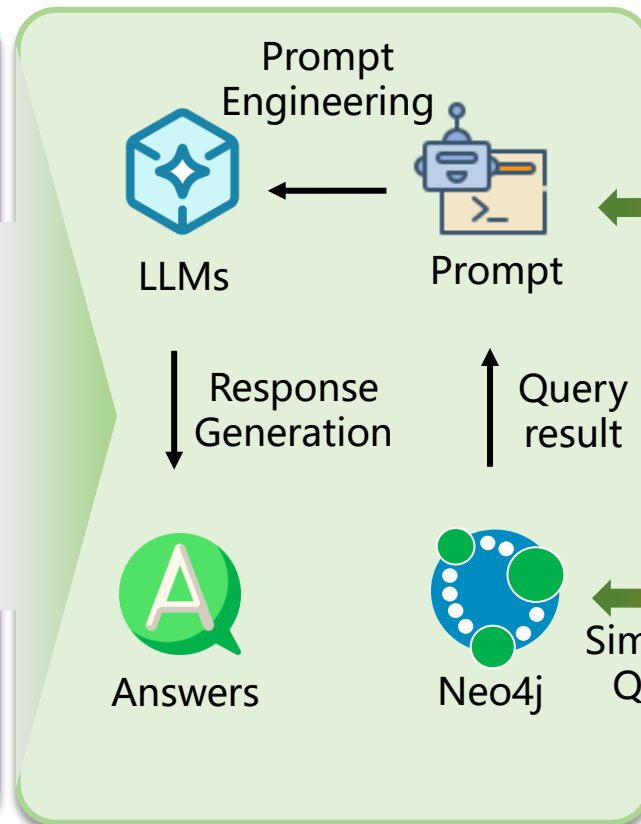 Prompt
Engineering
LLMs
Prompt
Response
Generation
Query
result
Answers
Neo4j